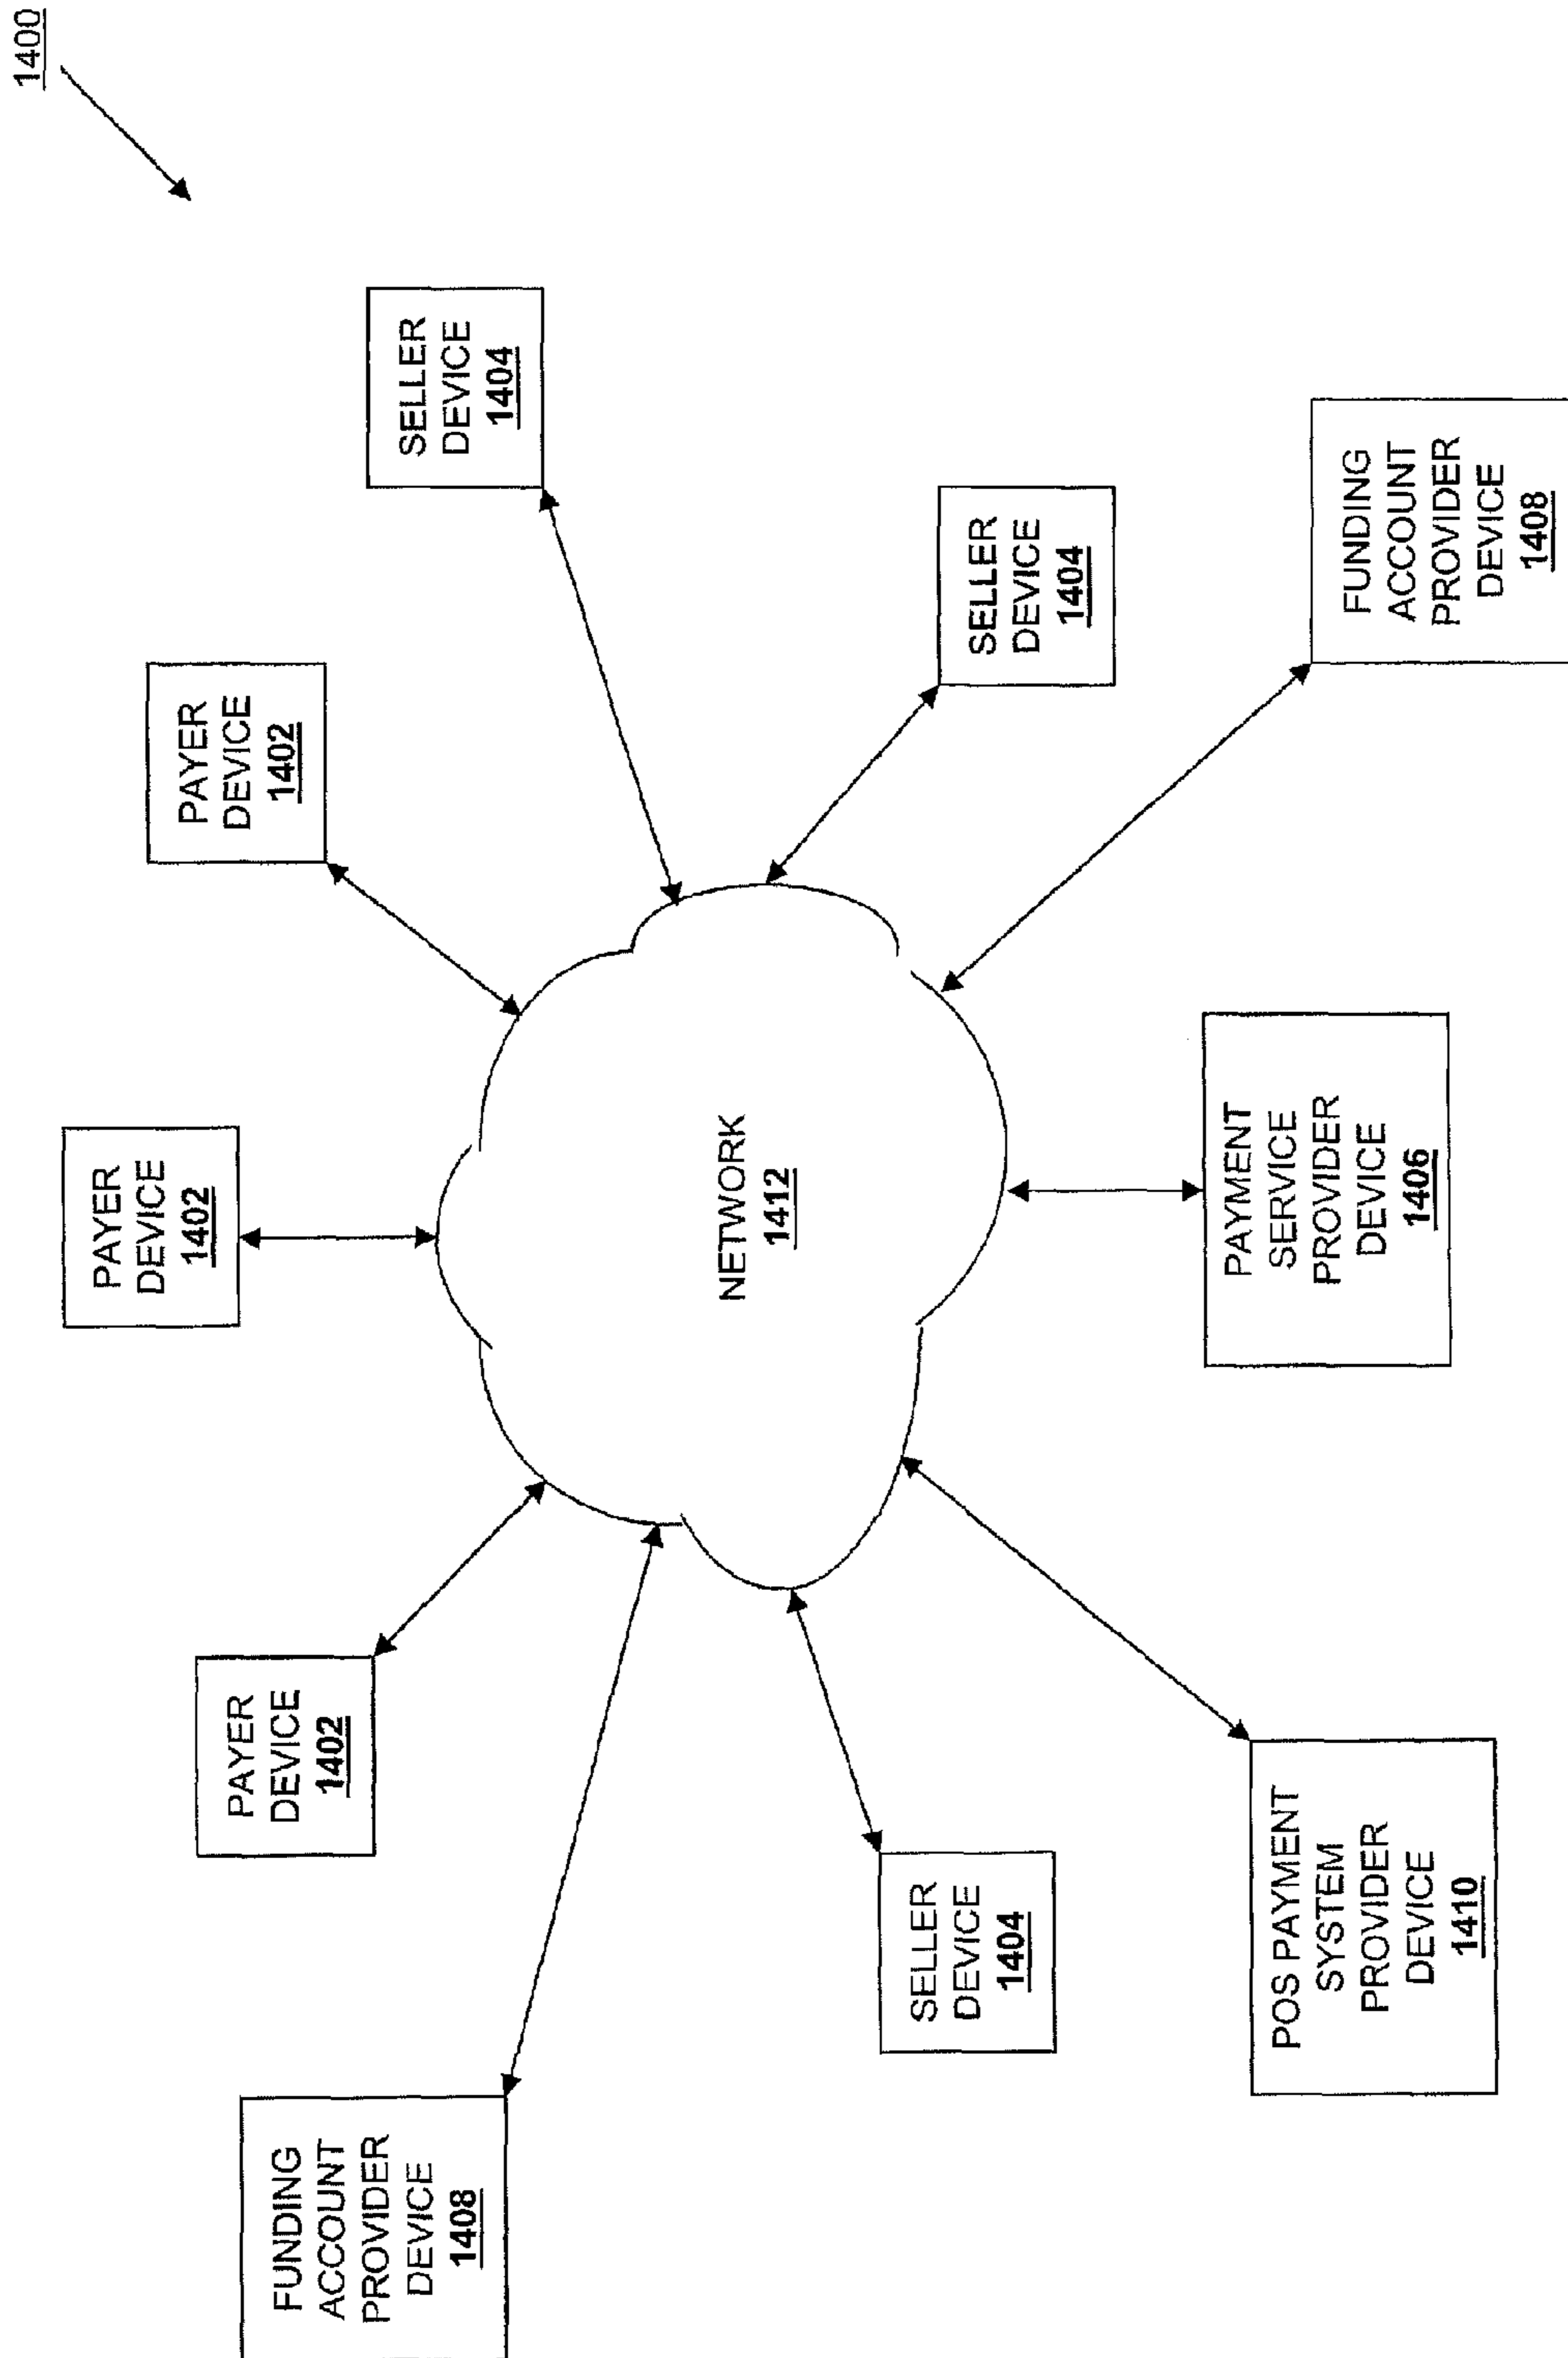 1400
PAYER
DEVICE
1402
PAYER
DEVICE
1402
PAYER
DEVICE
1402
FUNDING
ACCOUNT
PROVIDER
DEVICE
1408
SELLER
DEVICE
1404
NETWORK
1412
SELLER
DEVICE
1404
SELLER
DEVICE
1404
POS PAYMENT
SYSTEM
PROVIDER
DEVICE
1410
PAYMENT
SERVICE
PROVIDER
DEVICE
1406
FUNDING
ACCOUNT
PROVIDER
DEVICE
1408